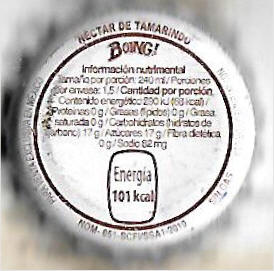 NECTAR DE TAMARINDO
BOING!
Información nutrimental
Tamaño por porción: 240 ml / Porciones
por envase: 1,5 / Cantidad por porción.
Contenido energético 290 kJ (68 kcal) /
Proteínas 0 g / Grasas (lípidos) 0 g / Grasa
saturada 0 g / Carbohidratos (hidratos de
carbono) 17 g / Azúcares 17 g / Fibra dietética
0 g / Sodio 62 mg
Energía
101 kcal
SIN GAS
NOM-051-SCFI/SSA1-2010